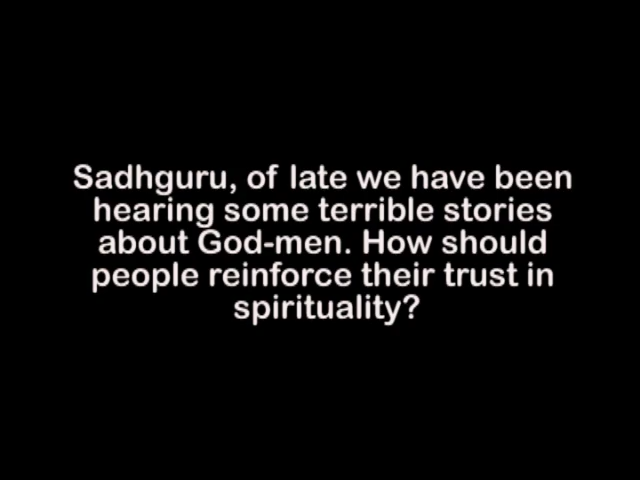 Sadhguru, of late we have been
hearing some terrible stories
about God-men. How should
people reinforce their trust in
spirituality?